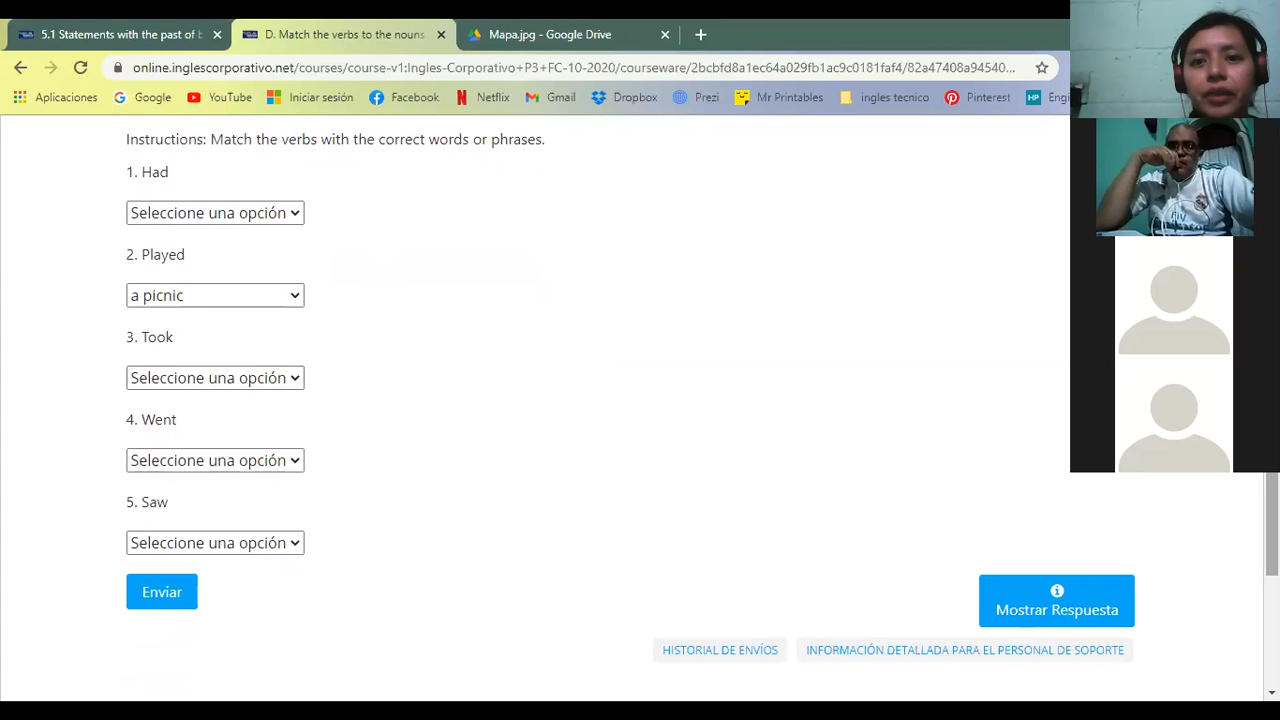 5.1 Statements with the past of b
D. Match the verbs to the nouns
Mapa.jpg - Google Drive
online.inglescorporativo.net/courses/course-v1:Ingles-Corporativo+P3+FC-10-2020/courseware/2bcbfd8a1ec64a029fb1ac9c0181faf4/82a47408a94540...
Aplicaciones Google YouTube Iniciar sesión Facebook Netflix Gmail Dropbox Prezi Mr Printables ingles tecnico Pinterest Eng
Instructions: Match the verbs with the correct words or phrases.
1. Had
Seleccione una opción
2. Played
a picnic
3. Took
Seleccione una opción
4. Went
Seleccione una opción
5. Saw
Seleccione una opción
Enviar
Mostrar Respuesta
HISTORIAL DE ENVÍOS INFORMACIÓN DETALLADA PARA EL PERSONAL DE SOPORTE